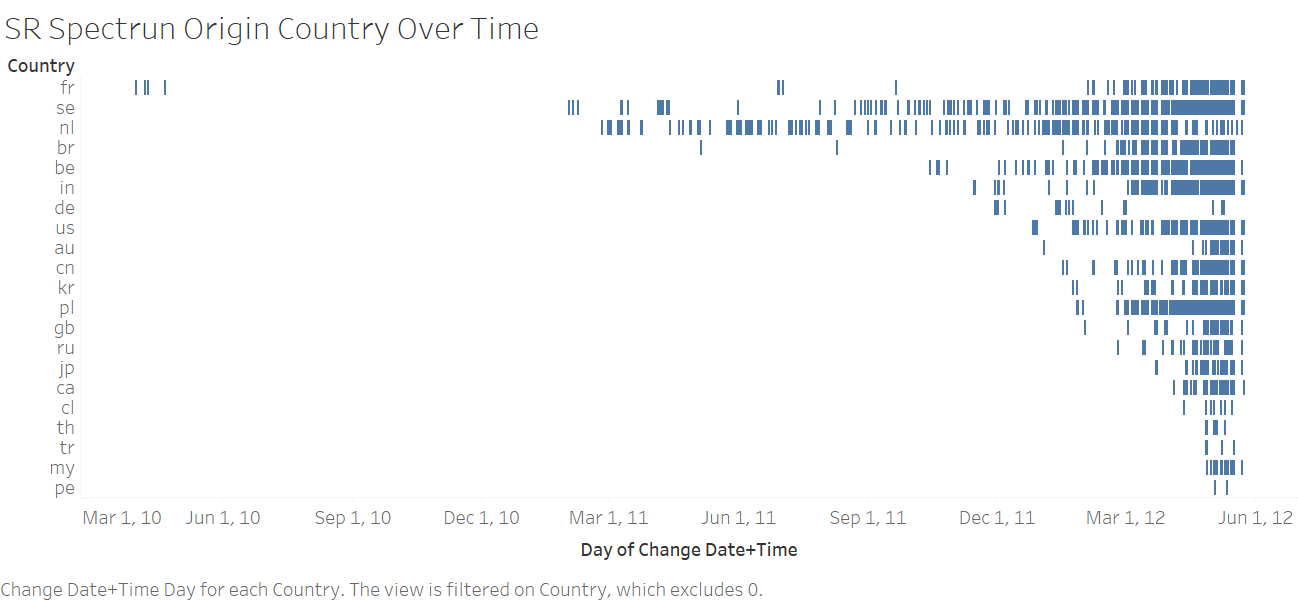 SR Spectrun Origin Country Over Time
Country
fr
se
nl
br
be
in
de
us
au
cn
kr
pl
gb
ru
jp
ca
cl
th
tr
my
pe
Mar 1, 10 Jun 1, 10 Sep 1, 10 Dec 1, 10 Mar 1, 11 Jun 1, 11 Sep 1, 11 Dec 1, 11 Mar 1, 12 Jun 1, 12
Day of Change Date+Time
Change Date+Time Day for each Country. The view is filtered on Country, which excludes 0.